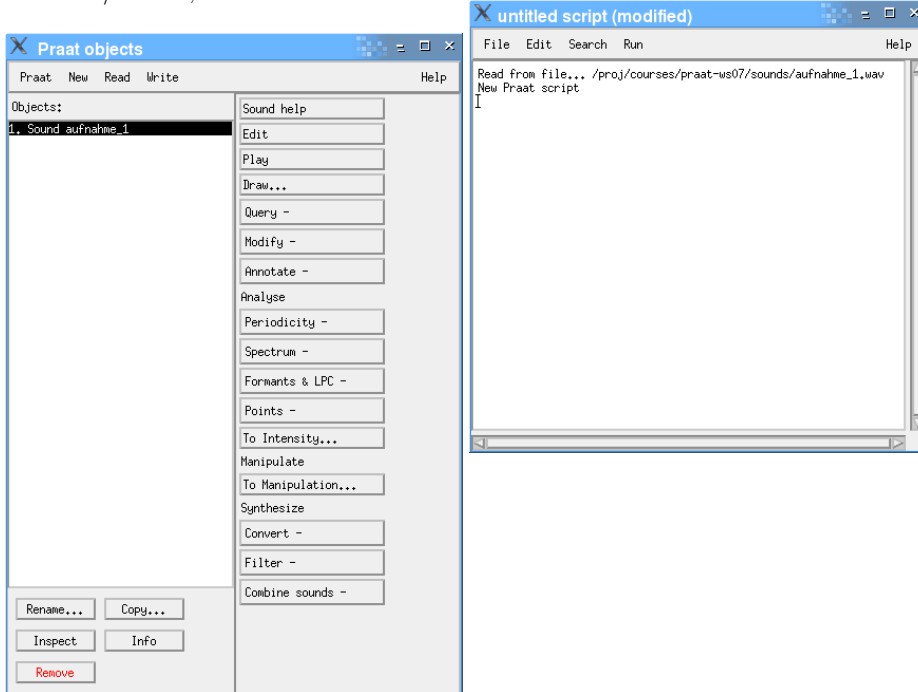 Praat objects
Praat New Read Write Help
Objects:
1. Sound aufnahme_1
Sound help
Edit
Play
Draw...
Query -
Modify -
Annotate -
Analyse
Periodicity -
Spectrum -
Formants & LPC -
Points -
To Intensity...
Manipulate
To Manipulation...
Synthesize
Convert -
Filter -
Combine sounds -
Rename... Copy...
Inspect Info
Remove
untitled script (modified)
File Edit Search Run Help
Read from file... /proj/courses/praat-ws07/sounds/aufnahme_1.wav
New Praat script